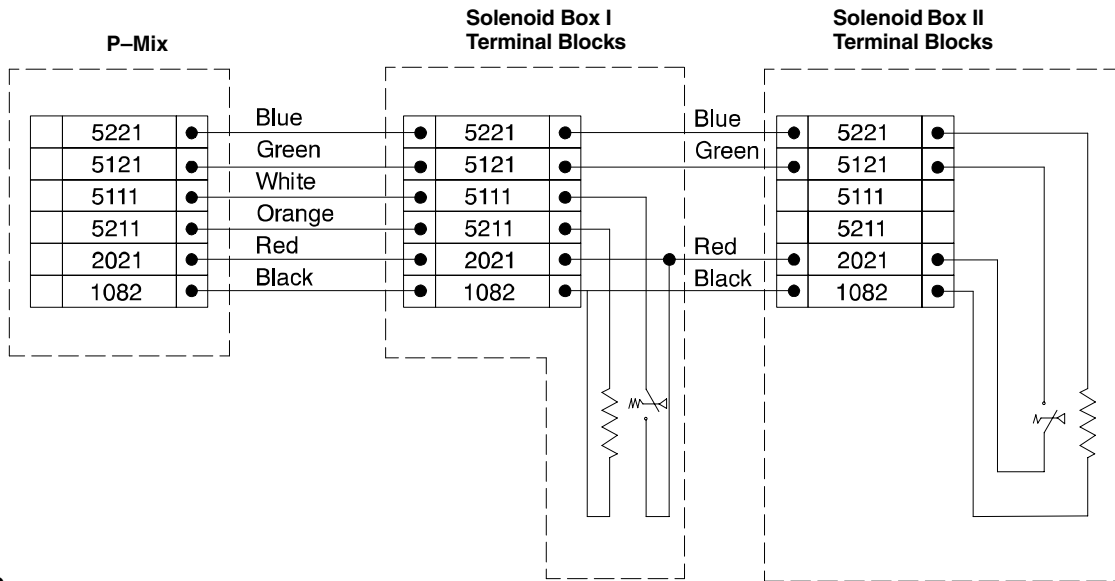 P–Mix
Solenoid Box I
Terminal Blocks
Solenoid Box II
Terminal Blocks
5221
5121
5111
5211
2021
1082
Blue
Green
White
Orange
Red
Black
5221
5121
5111
5211
2021
1082
Blue
Green
Red
Black
5221
5121
5111
5211
2021
1082